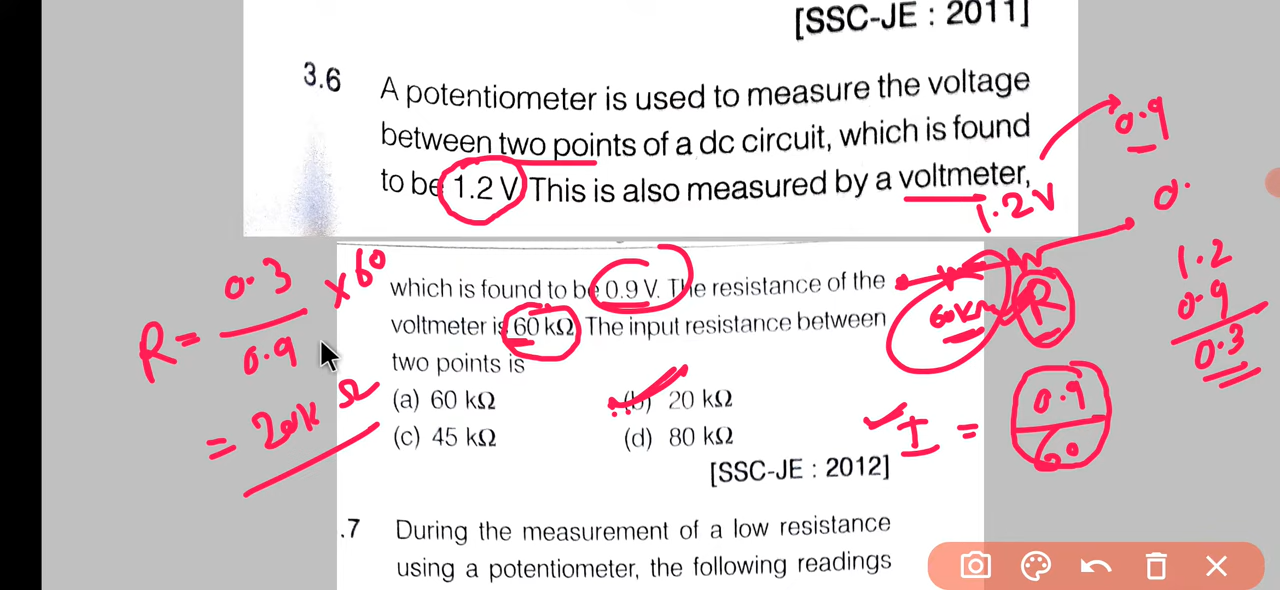 [SSC-JE : 2011]
3.6 A potentiometer is used to measure the voltage
between two points of a dc circuit, which is found
to be 1.2 V. This is also measured by a voltmeter,
0.9
0.
1.2V
which is found to be 0.9 V. The resistance of the
voltmeter is 60 kΩ. The input resistance between
two points is
(a) 60 kΩ (b) 20 kΩ
(c) 45 kΩ (d) 80 kΩ
[SSC-JE : 2012]
R = 0.3 / 0.9 × 60
= 20k Ω
60kΩ R
1.2
0.9
0.3
I = 0.9 / 60
.7 During the measurement of a low resistance
using a potentiometer, the following readings